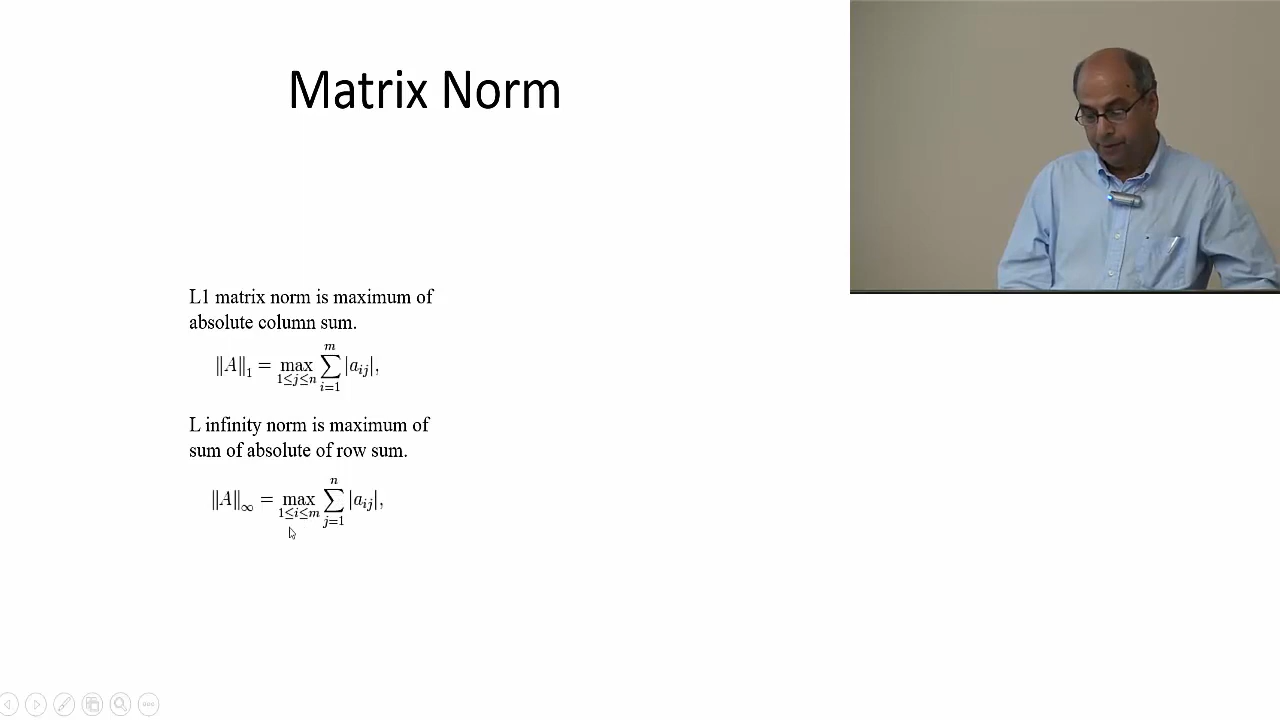 Matrix Norm
L1 matrix norm is maximum of
absolute column sum.
‖A‖₁ = max_{1≤j≤n} ∑_{i=1}^{m} |a_{ij}|,
L infinity norm is maximum of
sum of absolute of row sum.
‖A‖_∞ = max_{1≤i≤m} ∑_{j=1}^{n} |a_{ij}|,